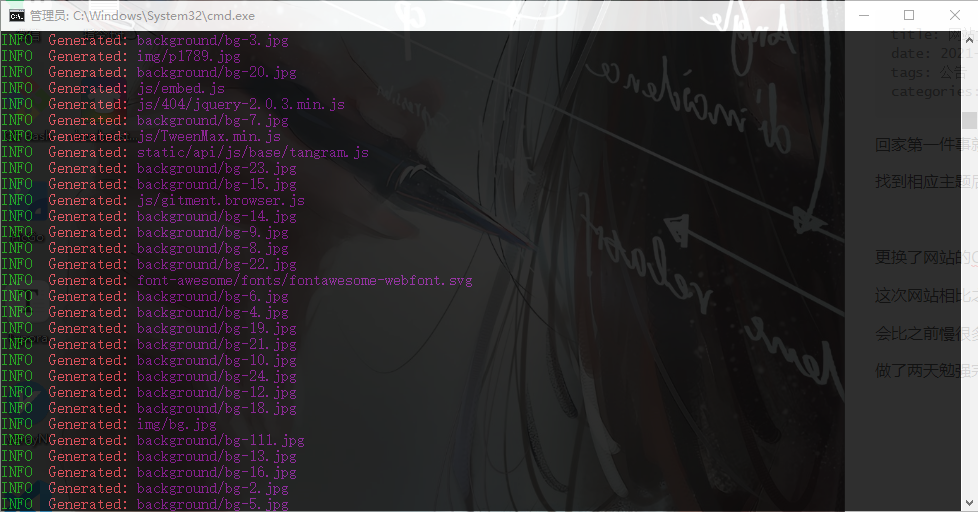 管理员: C:\Windows\System32\cmd.exe
INFO  Generated: background/bg-3.jpg
INFO  Generated: img/p1789.jpg
INFO  Generated: background/bg-20.jpg
INFO  Generated: js/embed.js
INFO  Generated: js/404/jquery-2.0.3.min.js
INFO  Generated: background/bg-7.jpg
INFO  Generated: js/TweenMax.min.js
INFO  Generated: static/api/js/base/tangram.js
INFO  Generated: background/bg-23.jpg
INFO  Generated: background/bg-15.jpg
INFO  Generated: js/gitment.browser.js
INFO  Generated: background/bg-14.jpg
INFO  Generated: background/bg-9.jpg
INFO  Generated: background/bg-8.jpg
INFO  Generated: background/bg-22.jpg
INFO  Generated: font-awesome/fonts/fontawesome-webfont.svg
INFO  Generated: background/bg-6.jpg
INFO  Generated: background/bg-4.jpg
INFO  Generated: background/bg-19.jpg
INFO  Generated: background/bg-21.jpg
INFO  Generated: background/bg-10.jpg
INFO  Generated: background/bg-24.jpg
INFO  Generated: background/bg-12.jpg
INFO  Generated: background/bg-18.jpg
INFO  Generated: img/bg.jpg
INFO  Generated: background/bg-111.jpg
INFO  Generated: background/bg-13.jpg
INFO  Generated: background/bg-16.jpg
INFO  Generated: background/bg-2.jpg
INFO  Generated: background/bg-5.jpg
title: 网站
date: 2021-
tags: 公告
categories:
回家第一件事就
找到相应主题后
更换了网站的
这次网站相比之
会比之前慢很多
做了两天勉强完